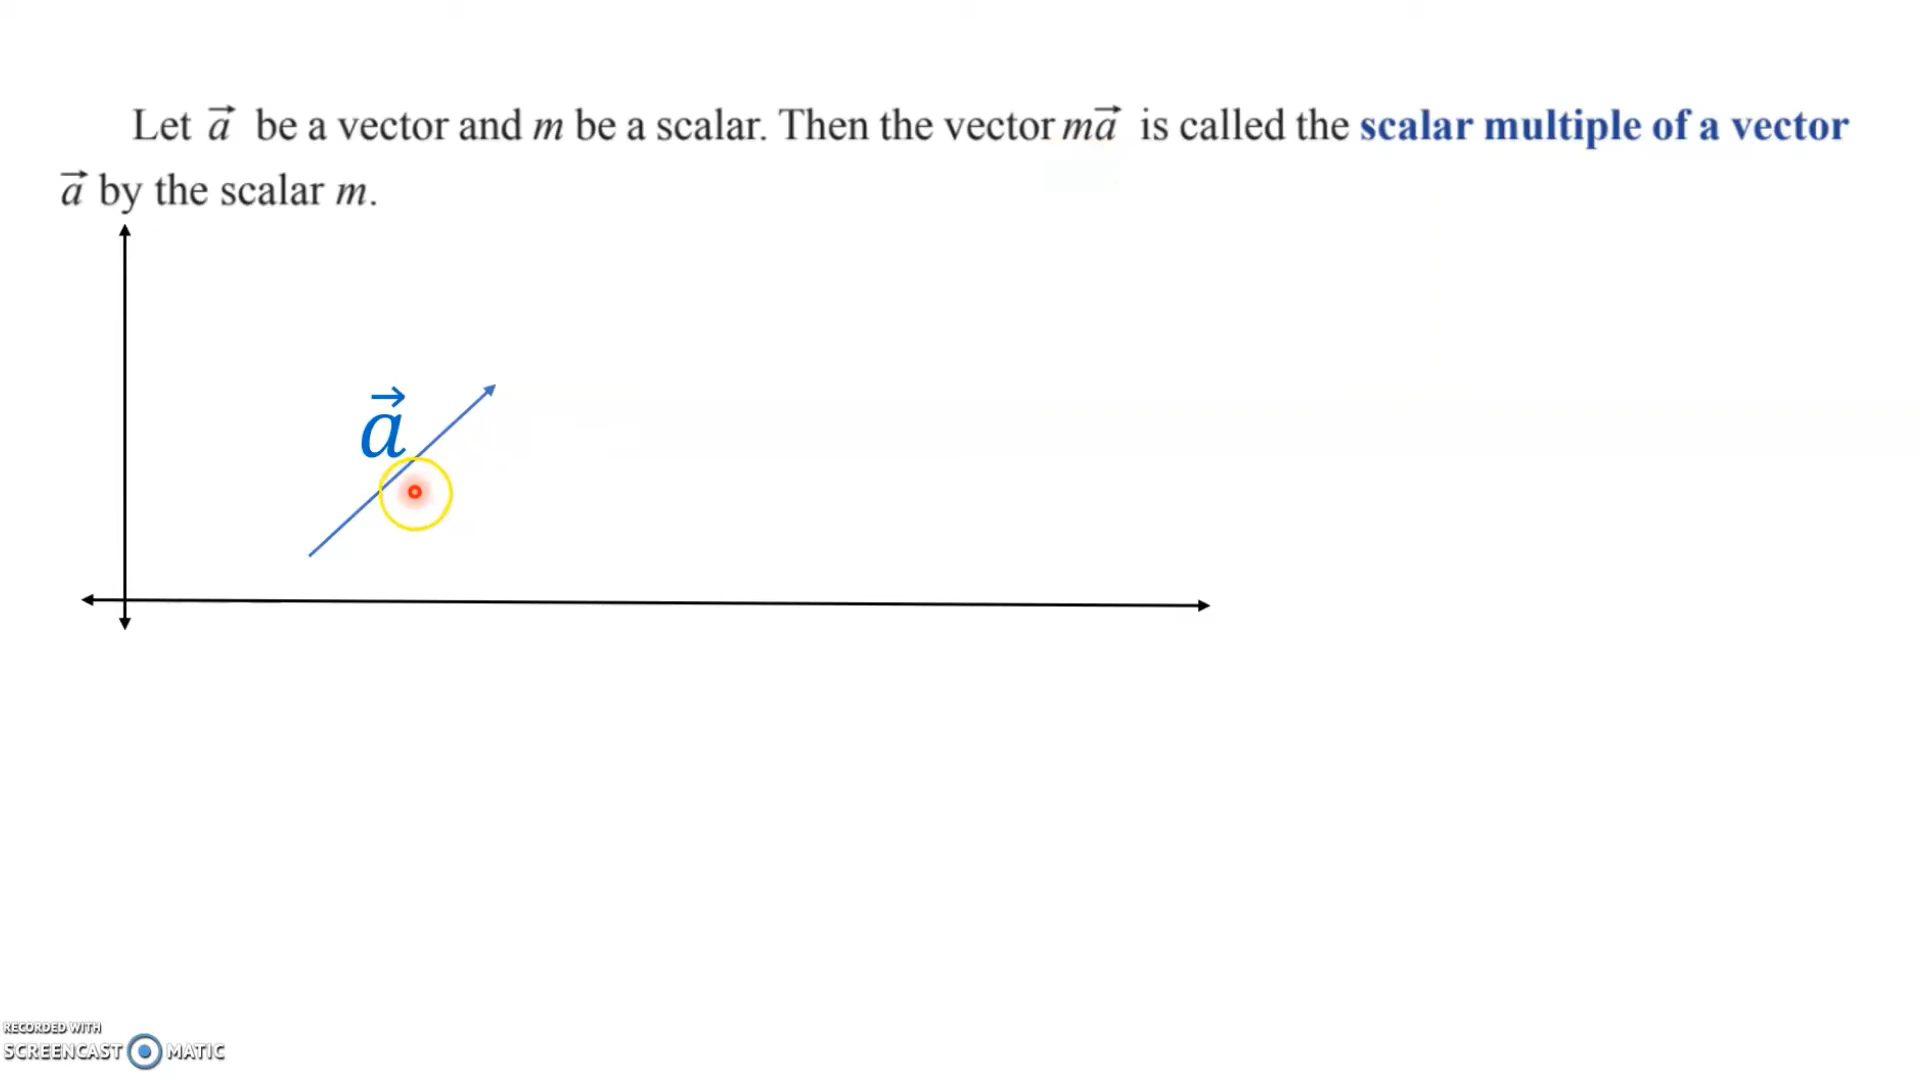 Let a⃗ be a vector and m be a scalar. Then the vector ma⃗ is called the scalar multiple of a vector
a⃗ by the scalar m.
a⃗
RECORDED WITH
SCREENCAST MATIC